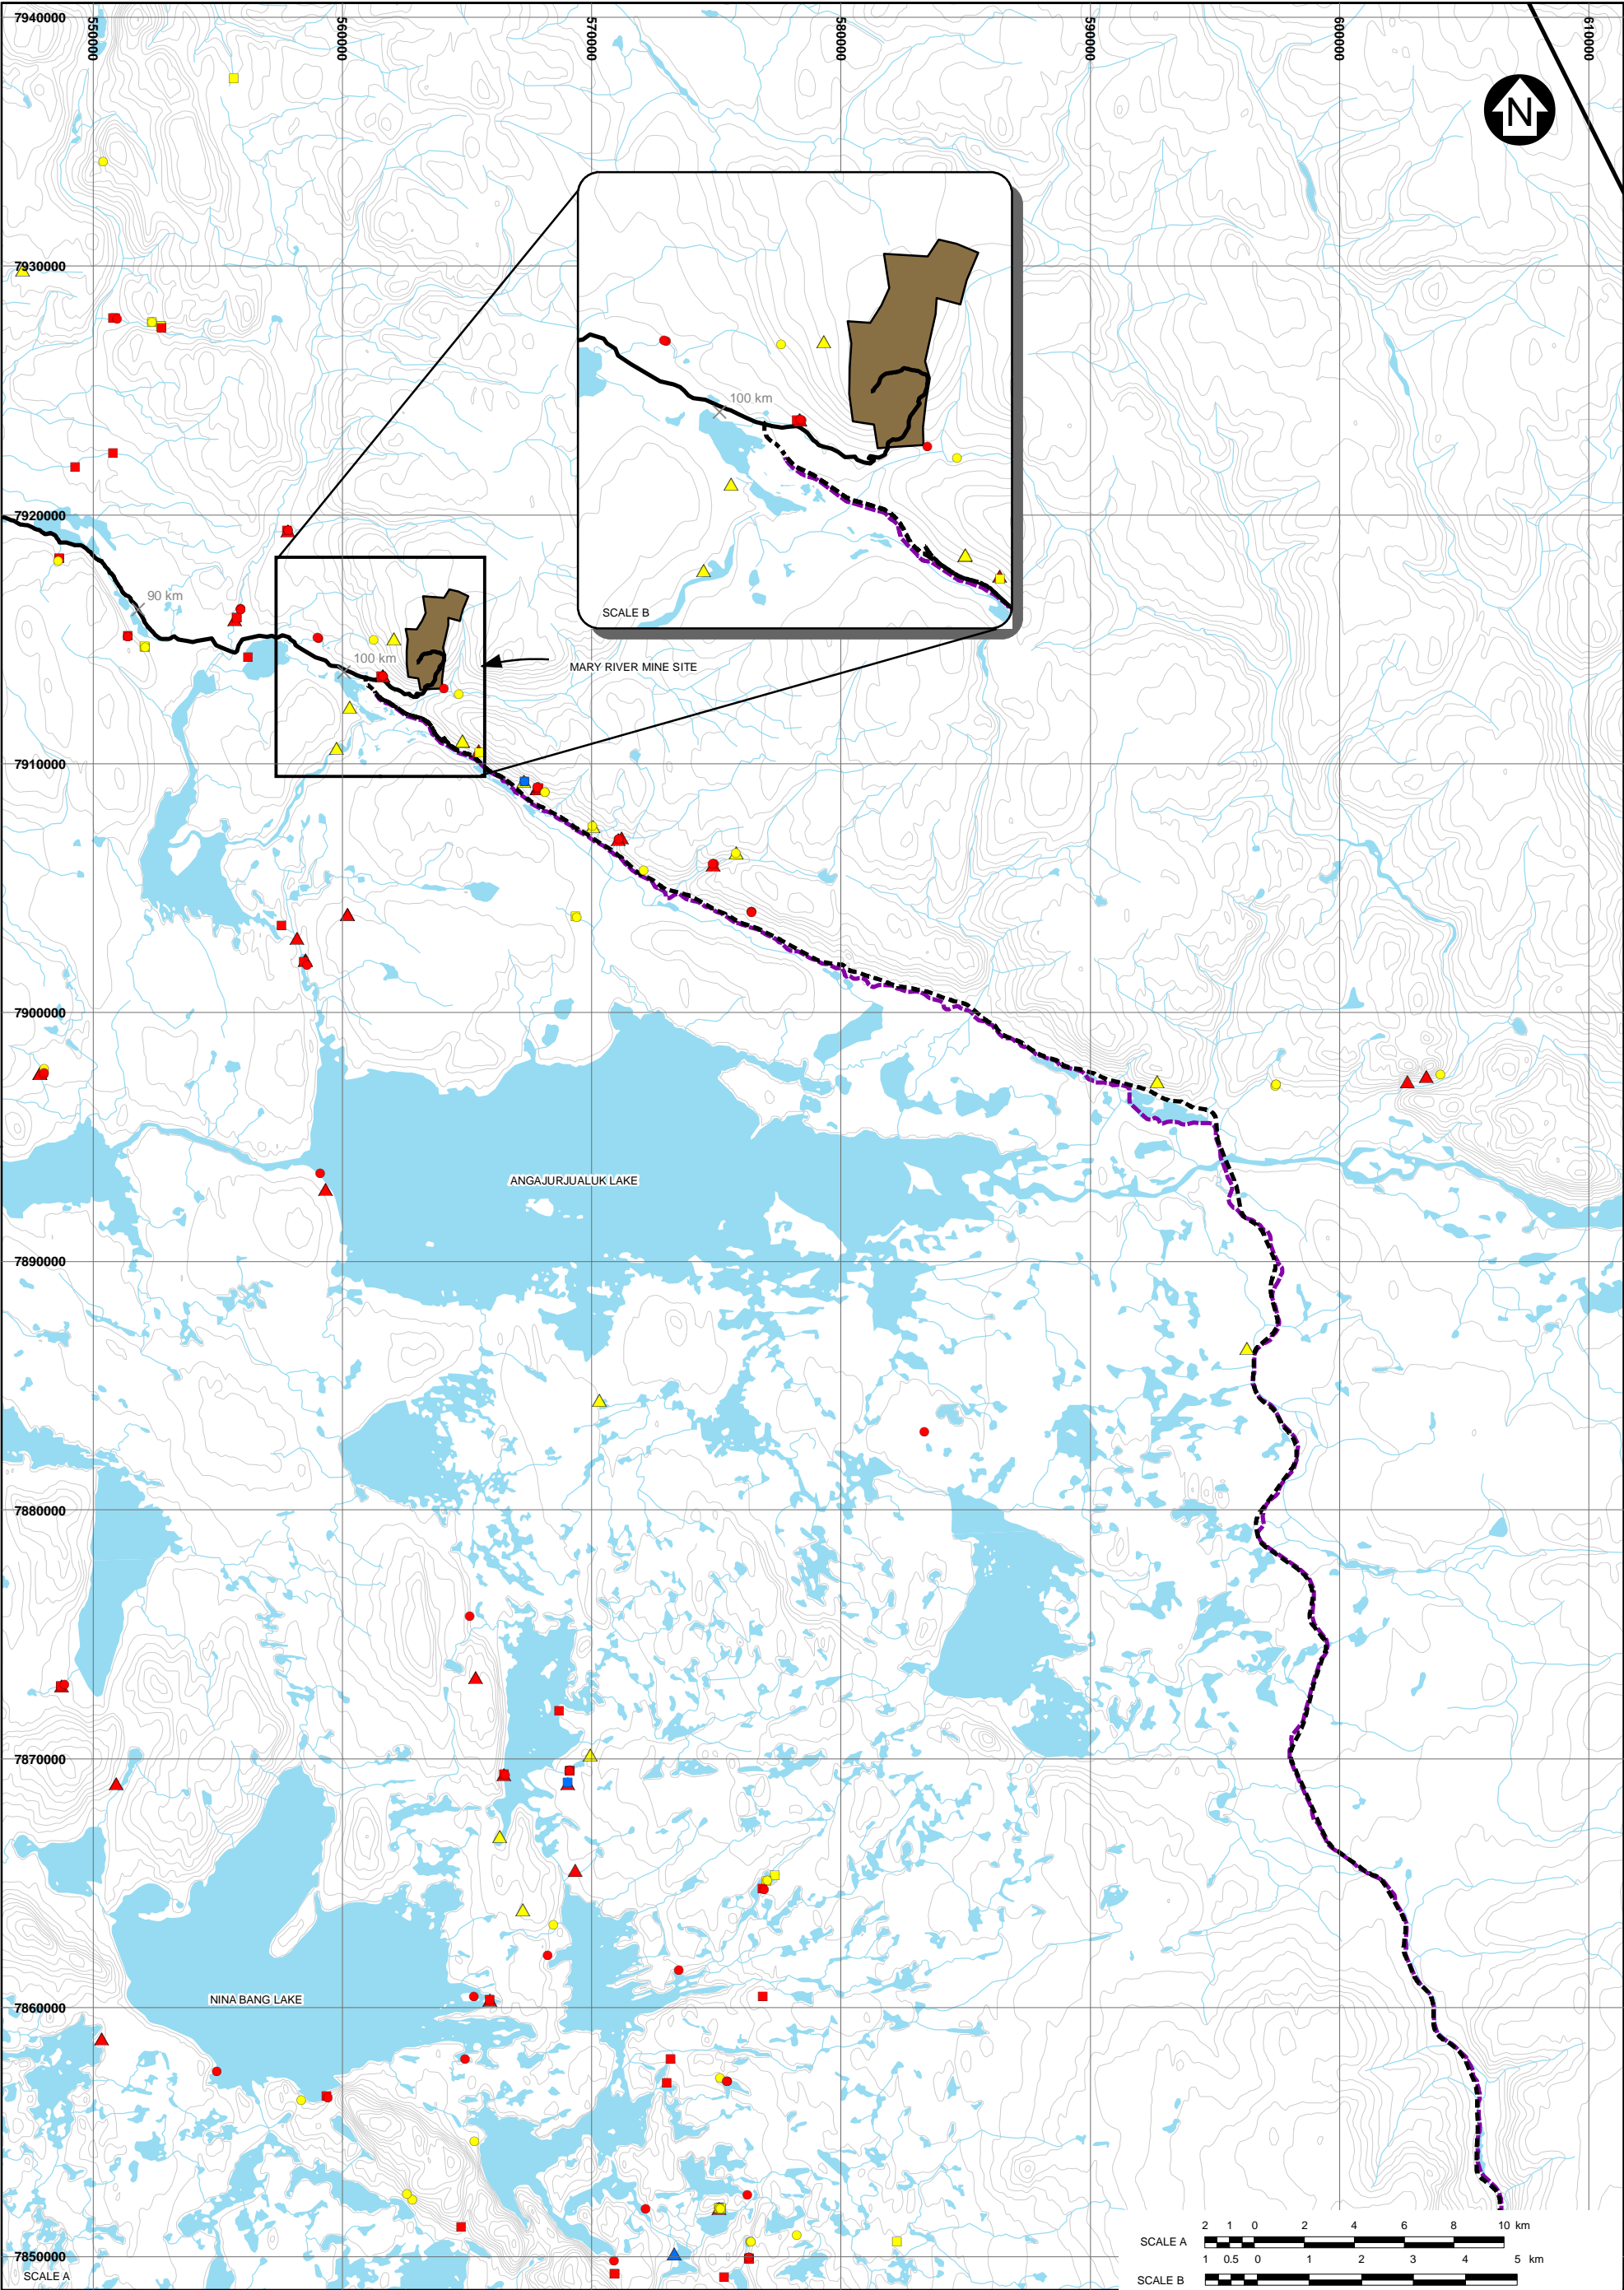 7940000
550000
560000
570000
580000
590000
600000
610000
N
7930000
100 km
7920000
SCALE B
90 km
100 km
MARY RIVER MINE SITE
7910000
7900000
ANGAJURJUALUK LAKE
7890000
7880000
7870000
7860000
NINA BANG LAKE
7850000
SCALE A
SCALE A 2 1 0 2 4 6 8 10 km
1 0.5 0 1 2 3 4 5 km
SCALE B